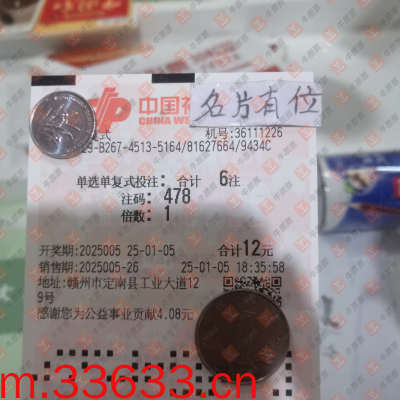 中国福
CHINA WE
名片有位
式
机号:36111226
29-B267-4513-5164/81627664/9434C
单选单复式投注: 合计 6注
注码: 478
倍数: 1
开奖期:2025005 25-01-05 合计12元
销售期:2025005-26 25-01-05 18:35:58
地址:赣州市定南县工业大道12
9号
感谢您为公益事业贡献4.08元
m.33633.cn